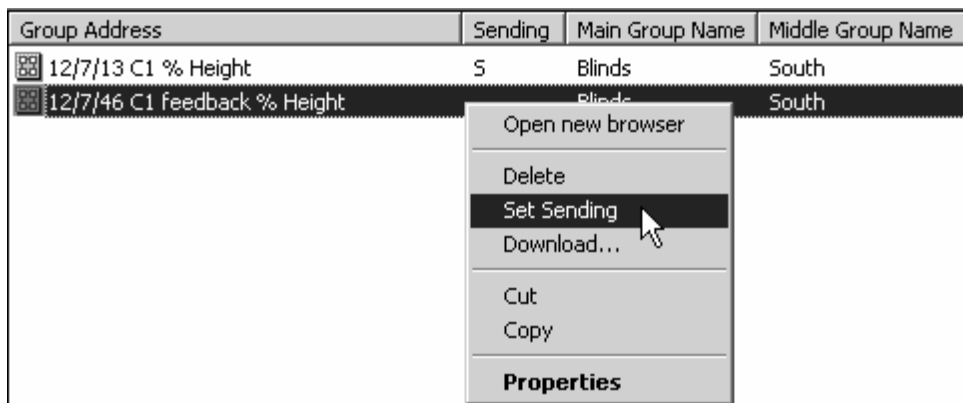 Group Address Sending Main Group Name Middle Group Name
12/7/13 C1 % Height S Blinds South
12/7/46 C1 feedback % Height Blinds South
Open new browser
Delete
Set Sending
Download...
Cut
Copy
Properties